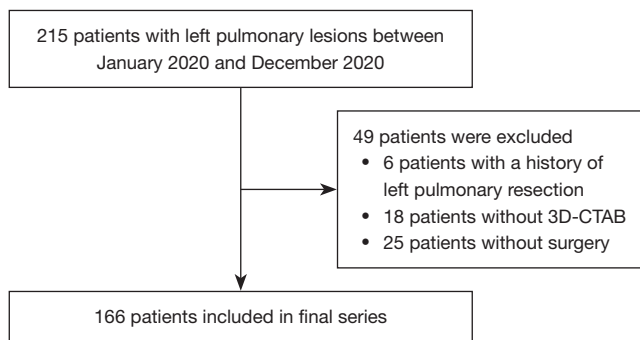 215 patients with left pulmonary lesions between
January 2020 and December 2020
49 patients were excluded
• 6 patients with a history of
left pulmonary resection
• 18 patients without 3D-CTAB
• 25 patients without surgery
166 patients included in final series